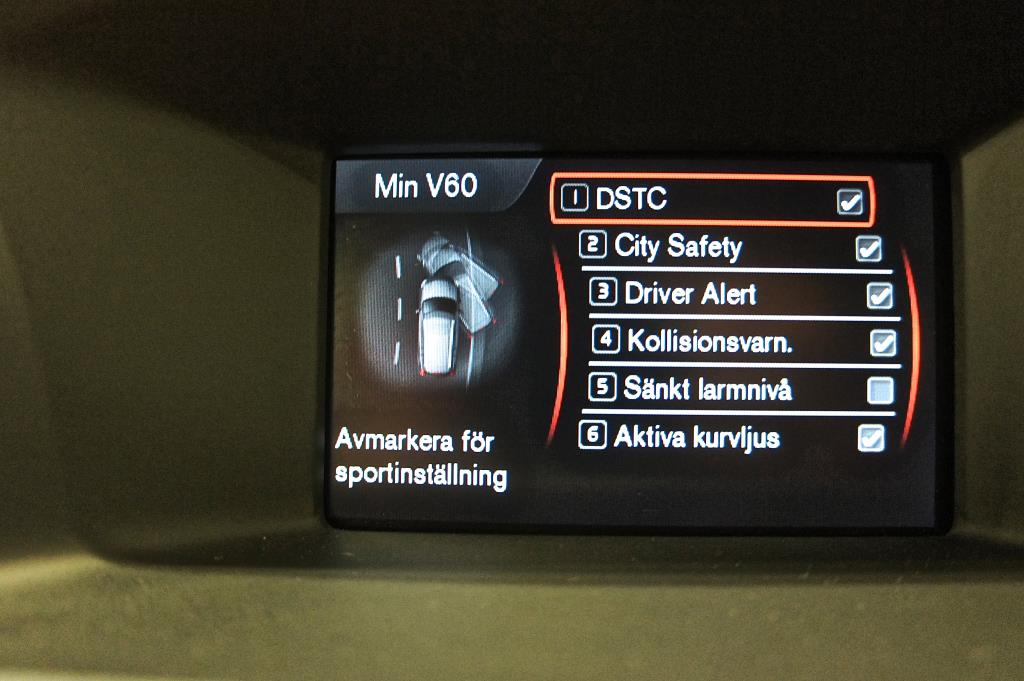 Min V60
1 DSTC
2 City Safety
3 Driver Alert
4 Kollisionsvarn.
5 Sänkt larmnivå
6 Aktiva kurvljus
Avmarkera för
sportinställning